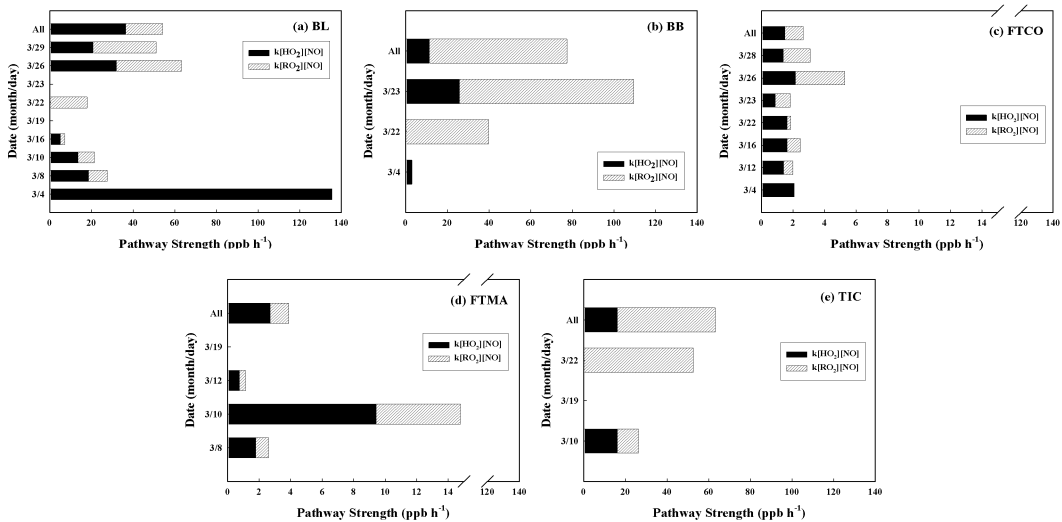 (a) BL
k[HO2][NO]
k[RO2][NO]
Date (month/day)
All
3/29
3/26
3/23
3/22
3/19
3/16
3/10
3/8
3/4
0 20 40 60 80 100 120 140
Pathway Strength (ppb h-1)
(b) BB
k[HO2][NO]
k[RO2][NO]
Date (month/day)
All
3/23
3/22
3/4
0 20 40 60 80 100 120 140
Pathway Strength (ppb h-1)
(c) FTCO
k[HO2][NO]
k[RO2][NO]
Date (month/day)
All
3/28
3/26
3/23
3/22
3/16
3/12
3/4
0 2 4 6 8 10 12 14 120 140
Pathway Strength (ppb h-1)
(d) FTMA
k[HO2][NO]
k[RO2][NO]
Date (month/day)
All
3/19
3/12
3/10
3/8
0 2 4 6 8 10 12 14 120 140
Pathway Strength (ppb h-1)
(e) TIC
k[HO2][NO]
k[RO2][NO]
Date (month/day)
All
3/22
3/19
3/10
0 20 40 60 80 100 120 140
Pathway Strength (ppb h-1)